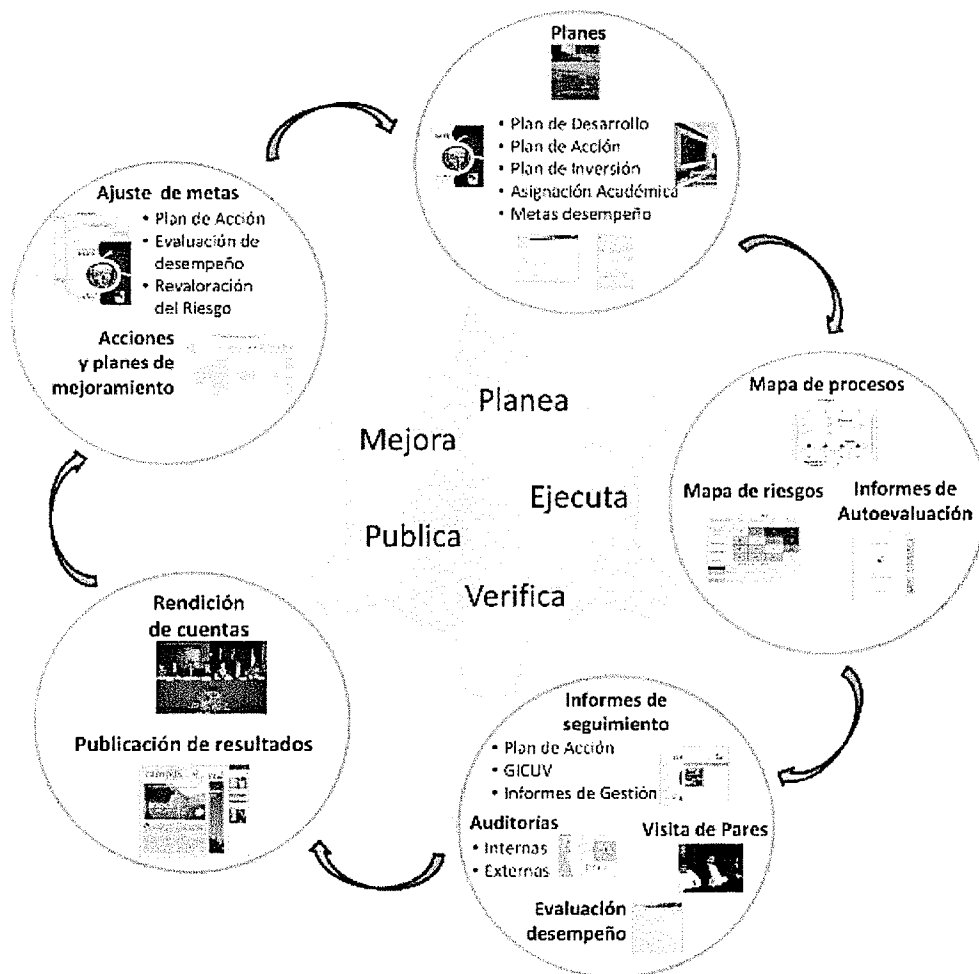 Planes
• Plan de Desarrollo
• Plan de Acción
• Plan de Inversión
• Asignación Académica
• Metas desempeño
Ajuste de metas
• Plan de Acción
• Evaluación de
desempeño
• Revaloración
del Riesgo
Acciones
y planes de
mejoramiento
Planea
Mejora
Ejecuta
Publica
Verifica
Mapa de procesos
Mapa de riesgos
Informes de
Autoevaluación
Rendición
de cuentas
Publicación de resultados
Informes de
seguimiento
• Plan de Acción
• GICUV
• Informes de Gestión
Auditorías
• Internas
• Externas
Visita de Pares
Evaluación
desempeño